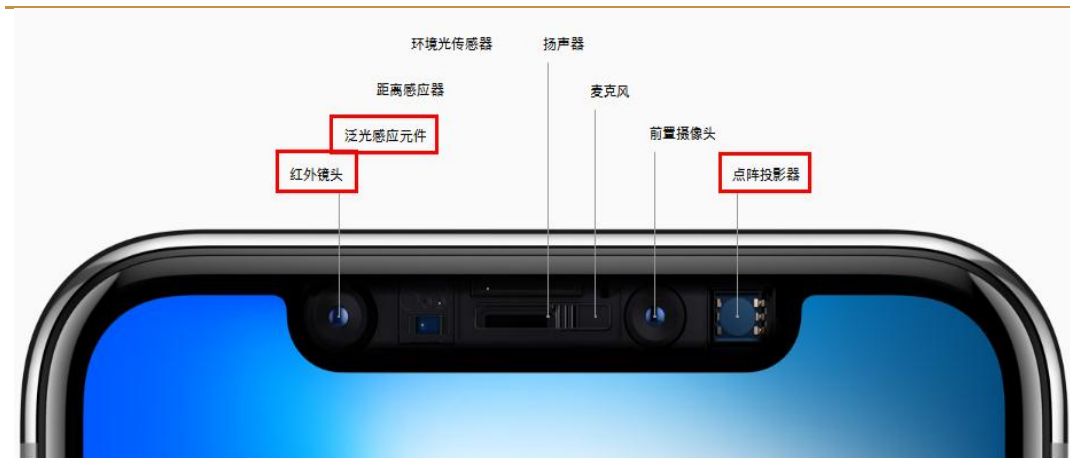 环境光传感器
扬声器
距离感应器
麦克风
泛光感应元件
前置摄像头
红外镜头
点阵投影器